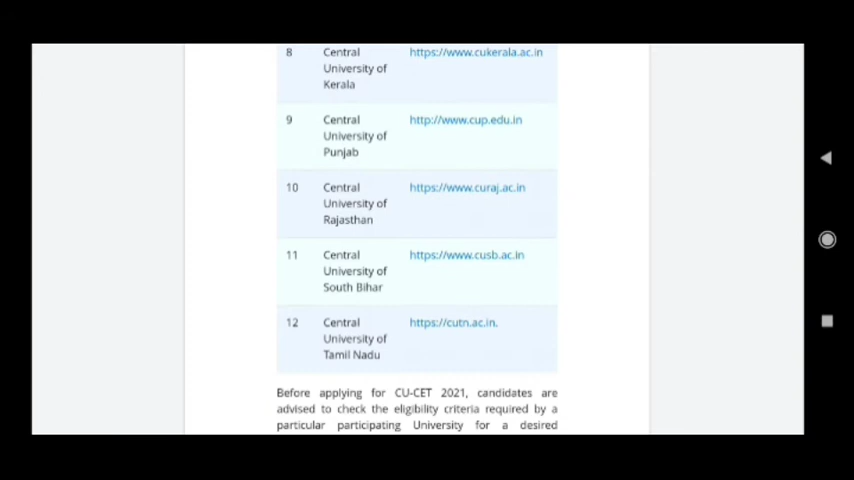 8 Central https://www.cukerala.ac.in
University of
Kerala
9 Central http://www.cup.edu.in
University of
Punjab
10 Central https://www.curaj.ac.in
University of
Rajasthan
11 Central https://www.cusb.ac.in
University of
South Bihar
12 Central https://cutn.ac.in.
University of
Tamil Nadu
Before applying for CU-CET 2021, candidates are
advised to check the eligibility criteria required by a
particular participating University for a desired